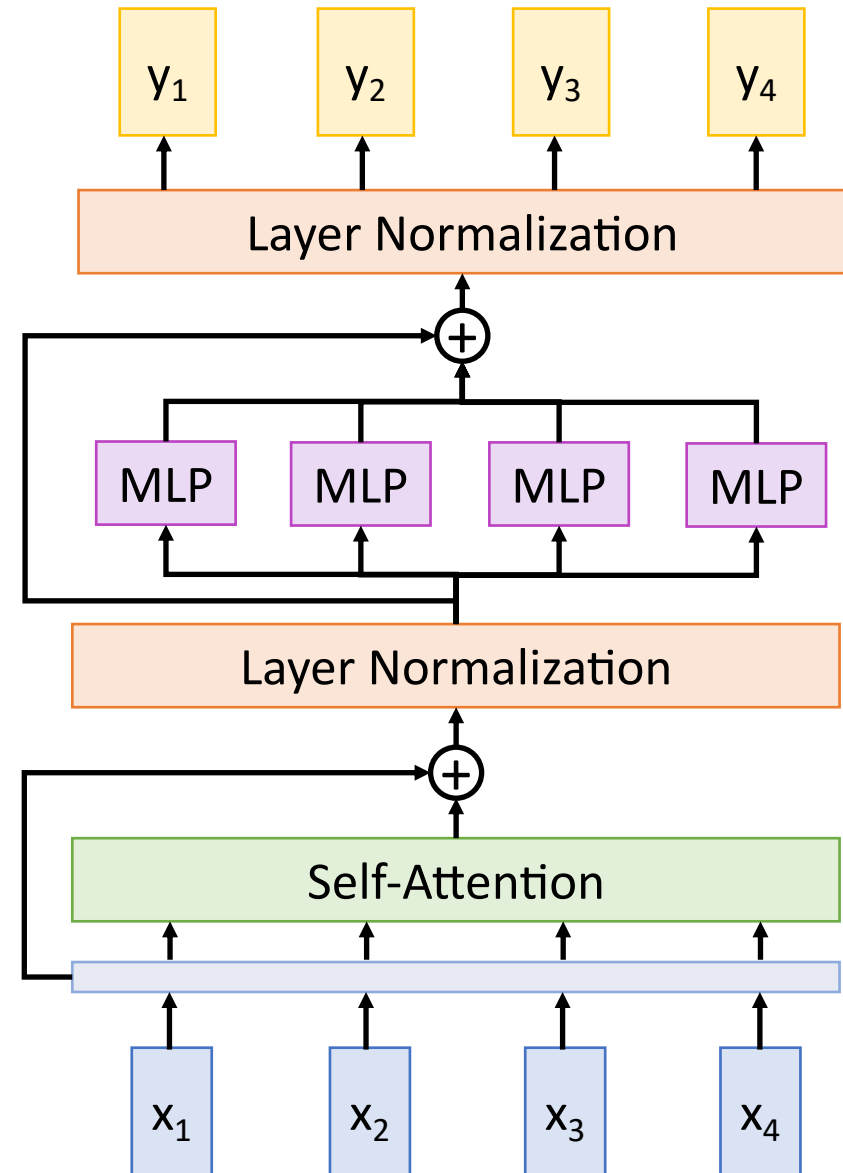 y₁ y₂ y₃ y₄
Layer Normalization
+
MLP MLP MLP MLP
Layer Normalization
+
Self-Attention
x₁ x₂ x₃ x₄